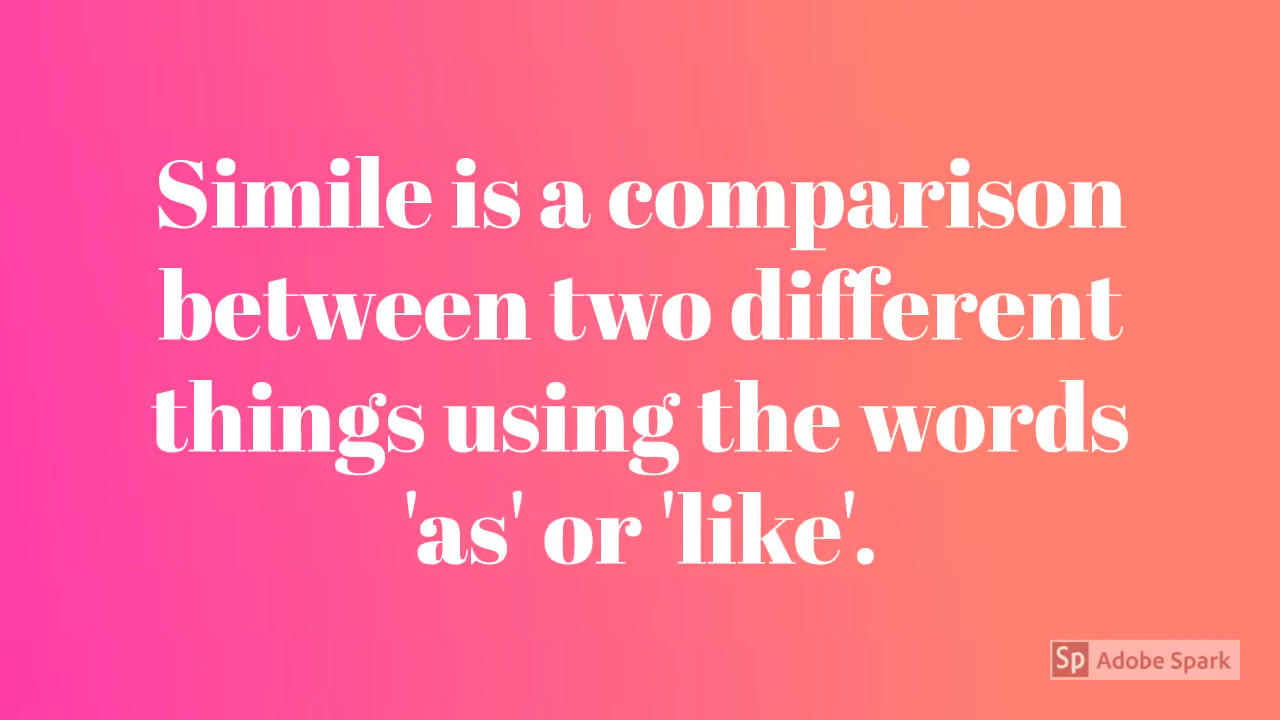 Simile is a comparison
between two different
things using the words
'as' or 'like'.
Sp Adobe Spark